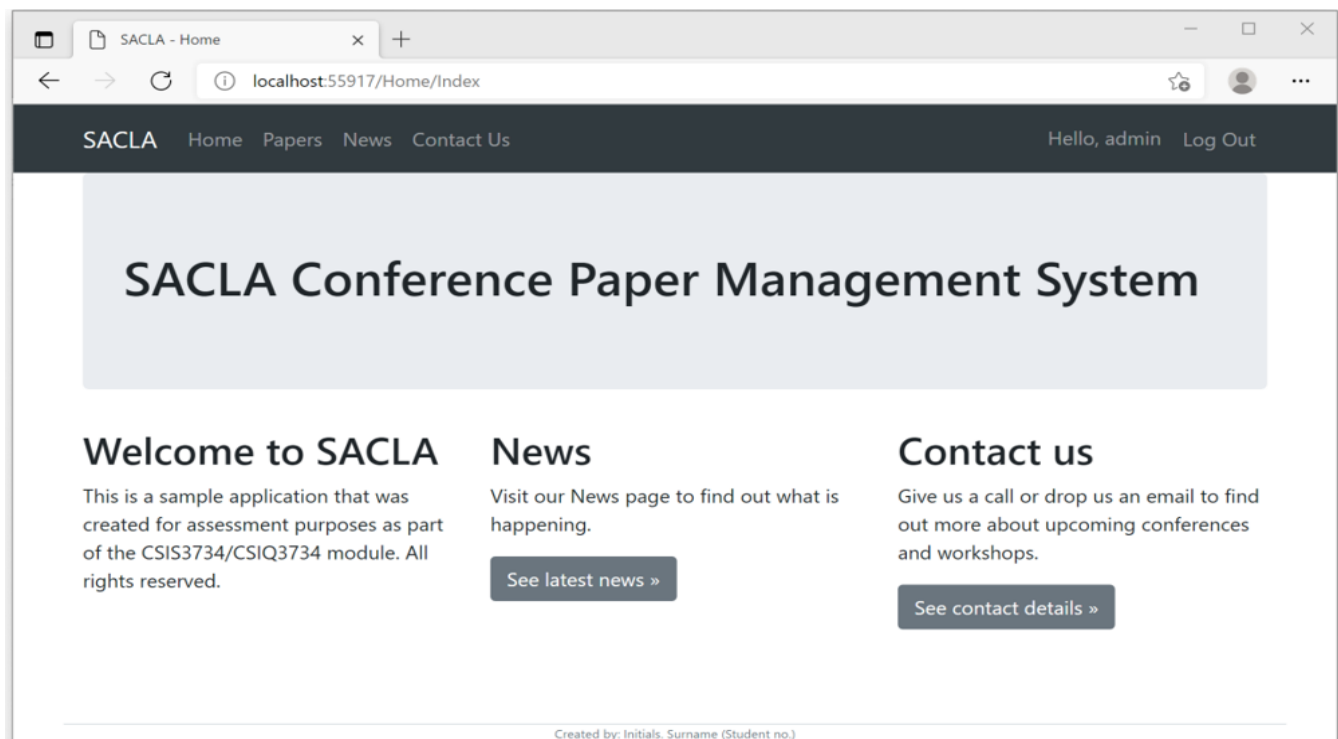 SACLA - Home
localhost:55917/Home/Index
SACLA Home Papers News Contact Us Hello, admin Log Out
SACLA Conference Paper Management System
Welcome to SACLA
This is a sample application that was
created for assessment purposes as part
of the CSIS3734/CSIQ3734 module. All
rights reserved.
News
Visit our News page to find out what is
happening.
See latest news »
Contact us
Give us a call or drop us an email to find
out more about upcoming conferences
and workshops.
See contact details »
Created by: Initials. Surname (Student no.)